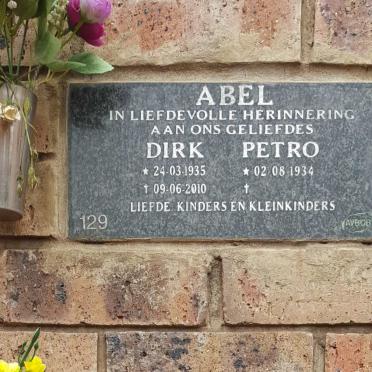 ABEL
IN LIEFDEVOLLE HERINNERING
AAN ONS GELIEFDES
DIRK PETRO
★ 24-03-1935 ★ 02-08-1934
† 09-06-2010 †
LIEFDE KINDERS EN KLEINKINDERS
129
AVBOB